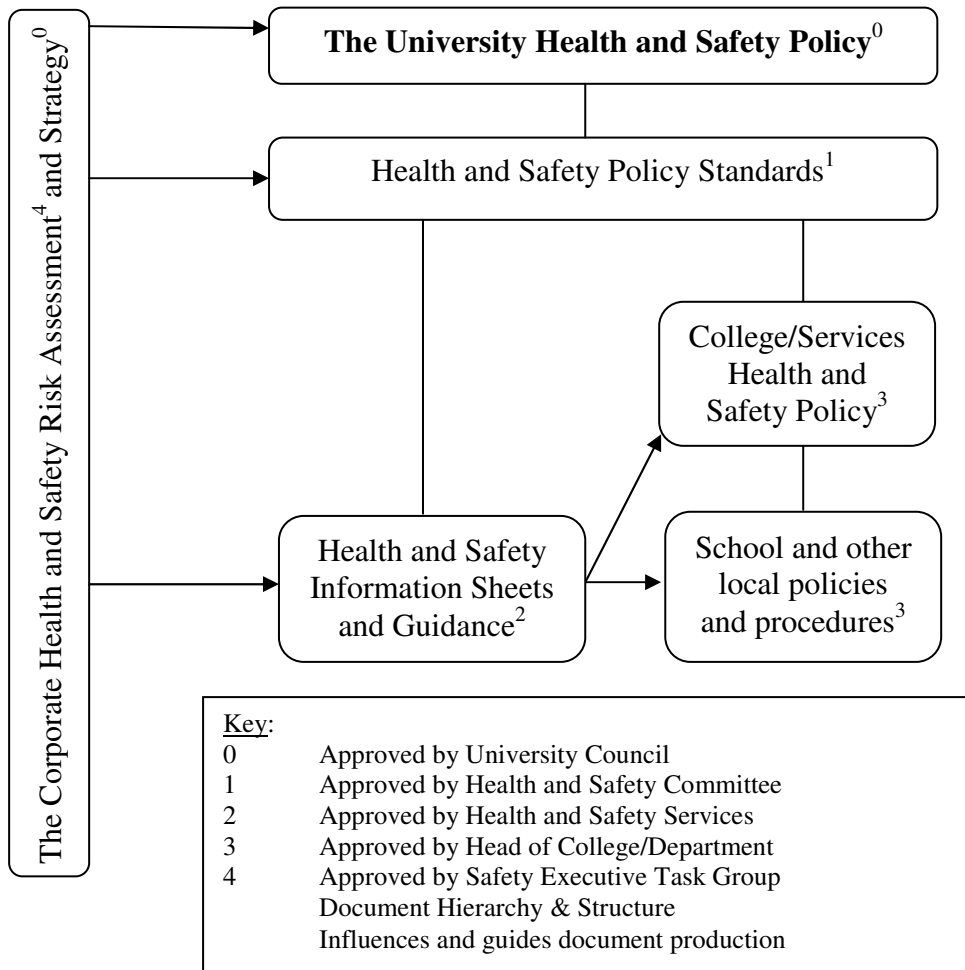 The Corporate Health and Safety Risk Assessment⁴ and Strategy⁰
The University Health and Safety Policy⁰
Health and Safety Policy Standards¹
College/Services
Health and
Safety Policy³
Health and Safety
Information Sheets
and Guidance²
School and other
local policies
and procedures³
Key:
0 Approved by University Council
1 Approved by Health and Safety Committee
2 Approved by Health and Safety Services
3 Approved by Head of College/Department
4 Approved by Safety Executive Task Group
Document Hierarchy & Structure
Influences and guides document production